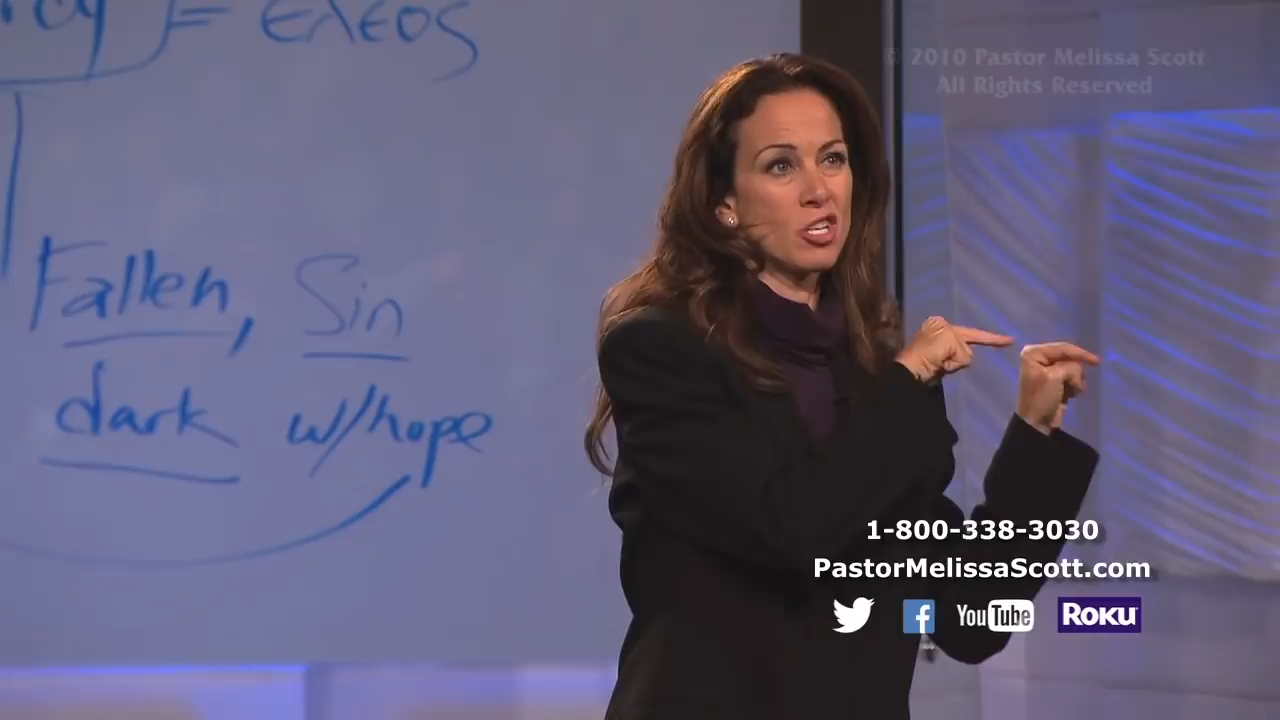 = ελεος
© 2010 Pastor Melissa Scott
All Rights Reserved
Fallen, Sin
dark w/hope
1-800-338-3030
PastorMelissaScott.com
YouTube ROKU